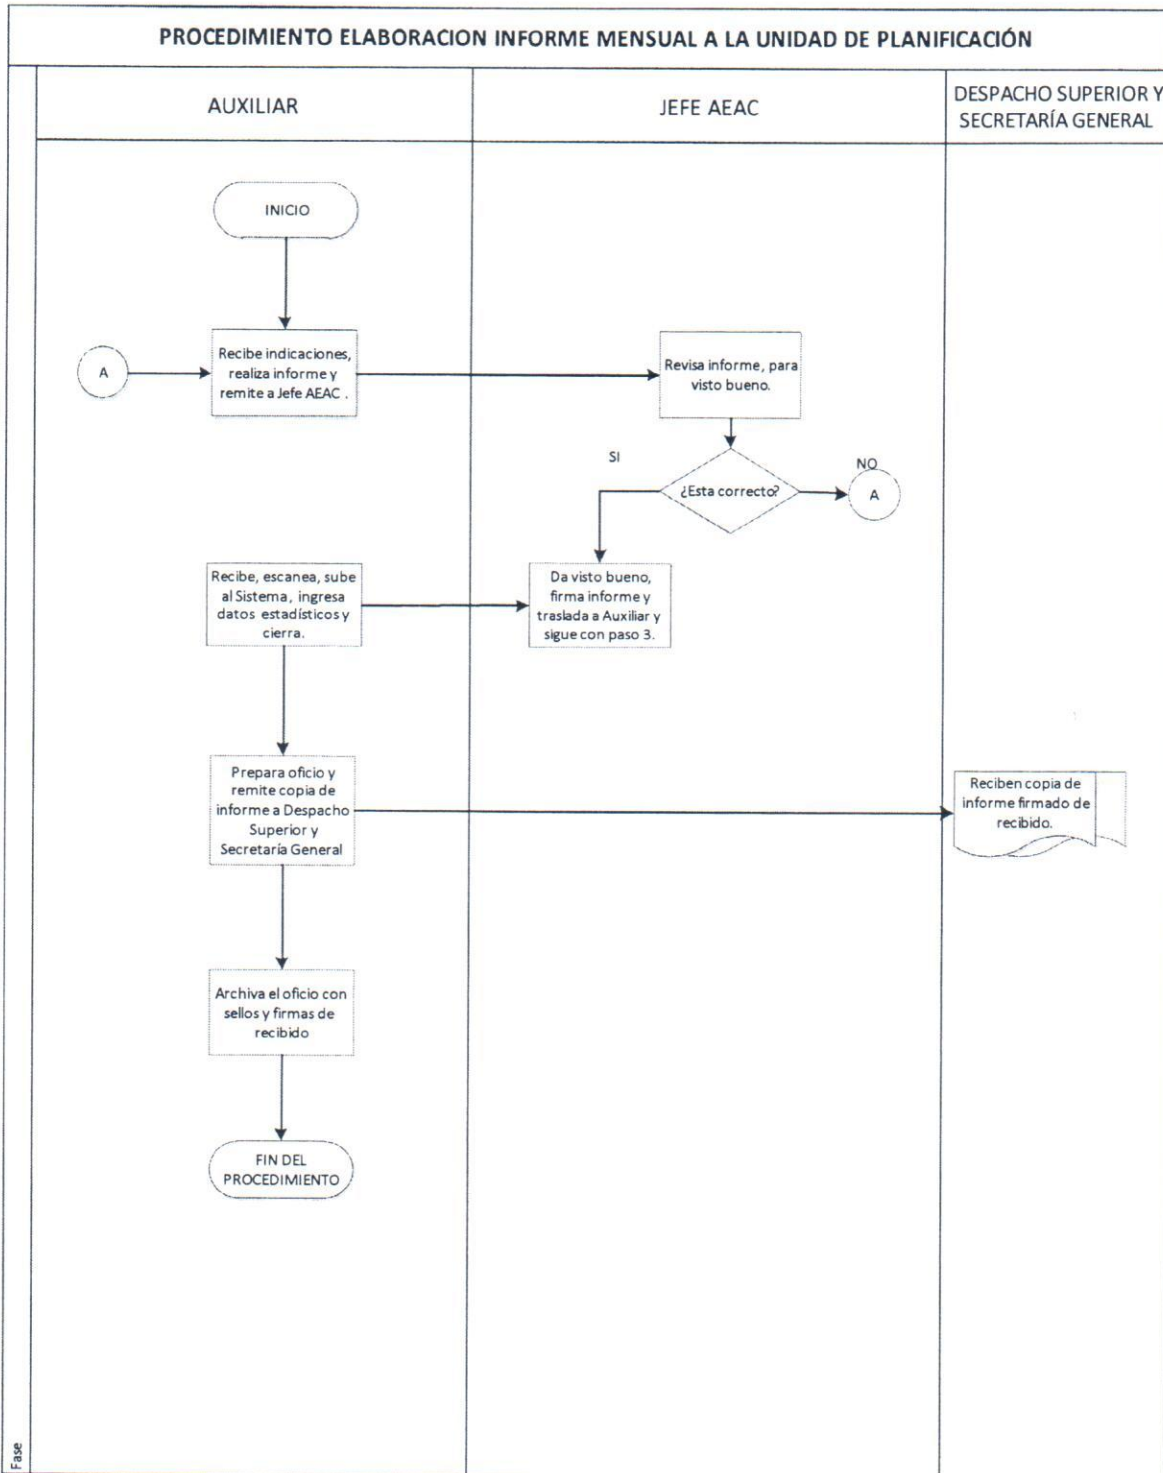 PROCEDIMIENTO ELABORACION INFORME MENSUAL A LA UNIDAD DE PLANIFICACIÓN
AUXILIAR
JEFE AEAC
DESPACHO SUPERIOR Y
SECRETARÍA GENERAL
INICIO
A
Recibe indicaciones,
realiza informe y
remite a Jefe AEAC .
Revisa informe, para
visto bueno.
SI
¿Esta correcto?
NO
A
Recibe, escanea, sube
al Sistema, ingresa
datos estadísticos y
cierra.
Da visto bueno,
firma informe y
traslada a Auxiliar y
sigue con paso 3.
Prepara oficio y
remite copia de
informe a Despacho
Superior y
Secretaría General
Reciben copia de
informe firmado de
recibido.
Archiva el oficio con
sellos y firmas de
recibido
FIN DEL
PROCEDIMIENTO
Fase